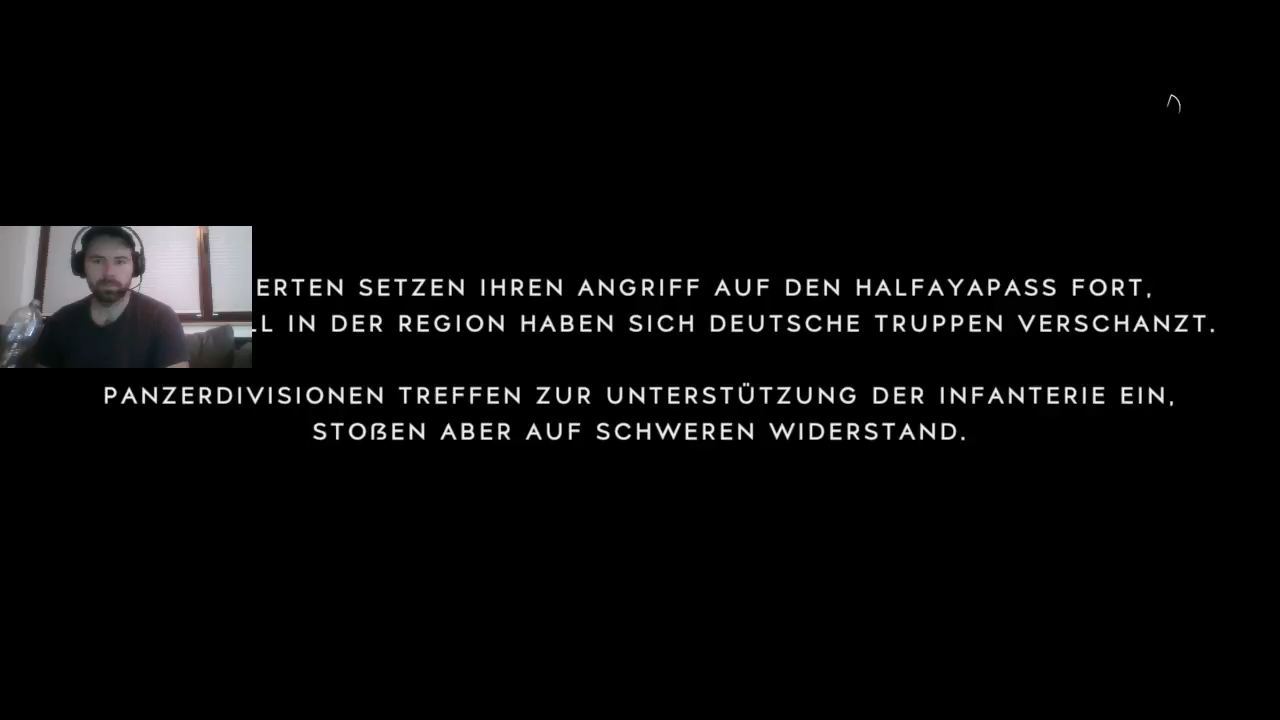 SETZEN IHREN ANGRIFF AUF DEN HALFAYAPASS FORT,
IN DER REGION HABEN SICH DEUTSCHE TRUPPEN VERSCHANZT.
PANZERDIVISIONEN TREFFEN ZUR UNTERSTÜTZUNG DER INFANTERIE EIN,
STOẞEN ABER AUF SCHWEREN WIDERSTAND.